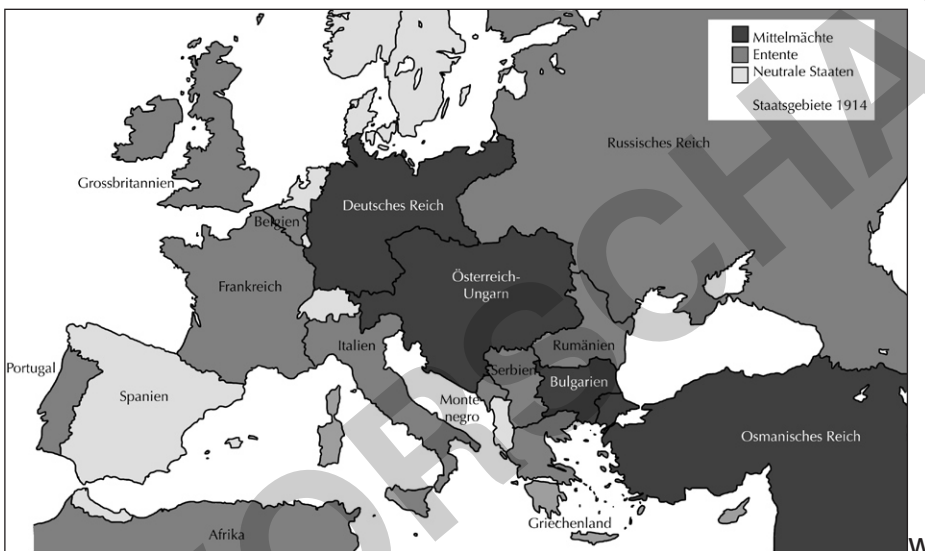 Mittelmächte
Entente
Neutrale Staaten
Staatsgebiete 1914
Russisches Reich
Grossbritannien
Deutsches Reich
Belgien
Österreich-
Ungarn
Frankreich
Italien
Rumänien
Serbien
Bulgarien
Portugal
Spanien
Monte-
negro
Osmanisches Reich
Griechenland
Afrika
VORSCHA
W